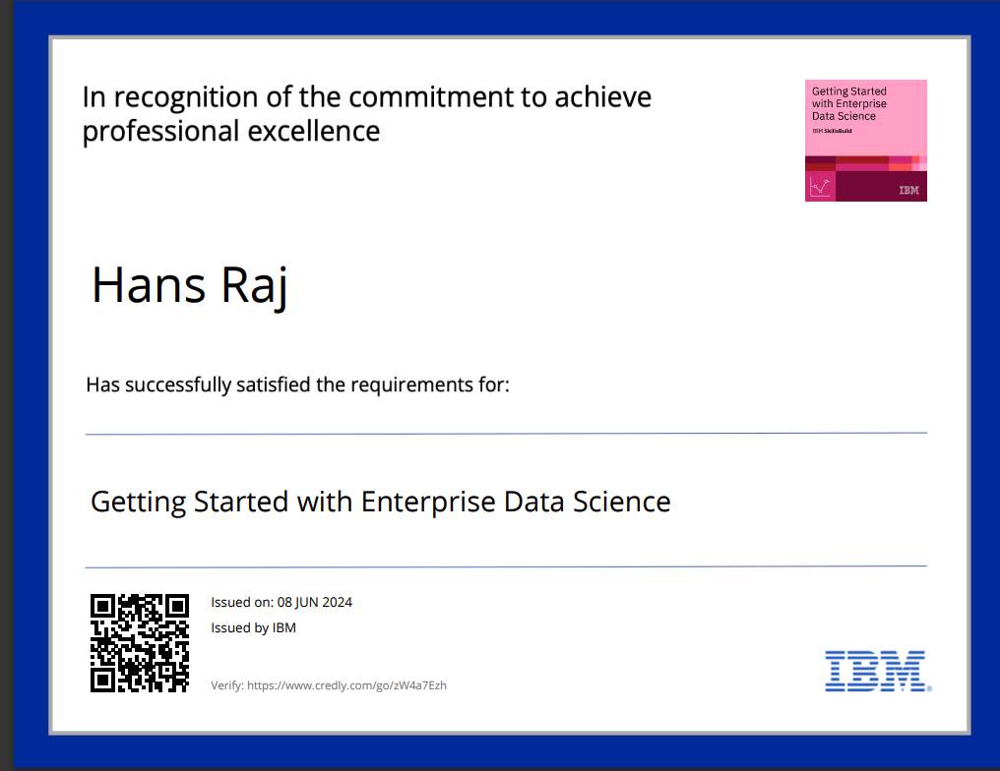 In recognition of the commitment to achieve
professional excellence
Getting Started
with Enterprise
Data Science
IBM SkillsBuild
IBM
Hans Raj
Has successfully satisfied the requirements for:
Getting Started with Enterprise Data Science
Issued on: 08 JUN 2024
Issued by IBM
Verify: https://www.credly.com/go/zW4a7Ezh
IBM®